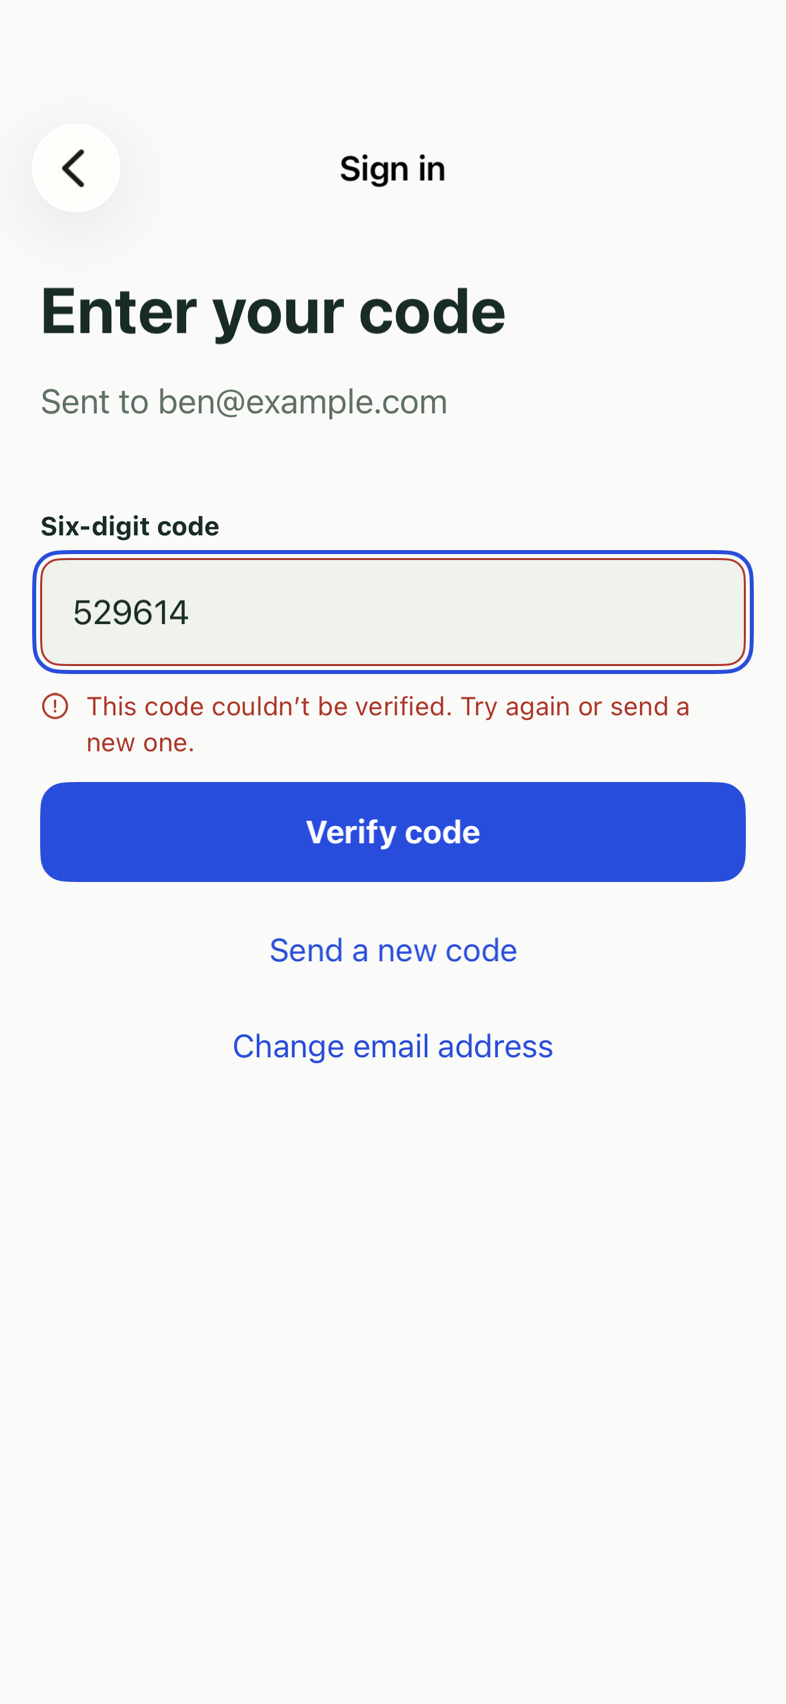 Sign in
Enter your code
Sent to ben@example.com
Six-digit code
529614
This code couldn’t be verified. Try again or send a
new one.
Verify code
Send a new code
Change email address